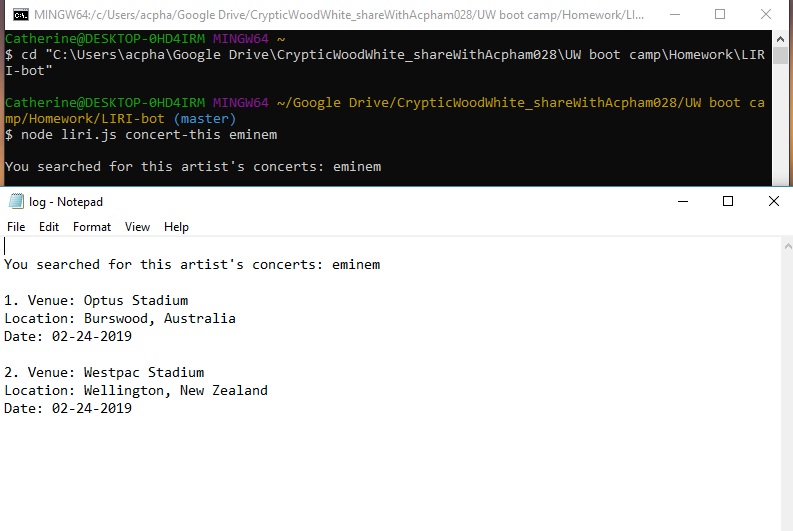 MINGW64:/c/Users/acpha/Google Drive/CrypticWoodWhite_shareWithAcpham028/UW boot camp/Homework/LI...
Catherine@DESKTOP-0HD4IRM MINGW64 ~
$ cd "C:\Users\acpha\Google Drive\CrypticWoodWhite_shareWithAcpham028\UW boot camp\Homework\LIR
I-bot"
Catherine@DESKTOP-0HD4IRM MINGW64 ~/Google Drive/CrypticWoodWhite_shareWithAcpham028/UW boot ca
mp/Homework/LIRI-bot (master)
$ node liri.js concert-this eminem
You searched for this artist's concerts: eminem
log - Notepad
File Edit Format View Help
You searched for this artist's concerts: eminem
1. Venue: Optus Stadium
Location: Burswood, Australia
Date: 02-24-2019
2. Venue: Westpac Stadium
Location: Wellington, New Zealand
Date: 02-24-2019